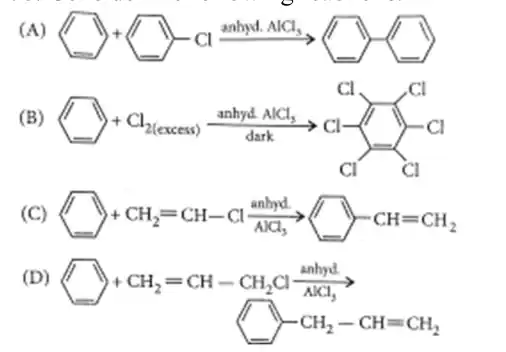 (A) + Cl anhyd. AlCl3
(B) + Cl2(excess) anhyd. AlCl3 dark Cl Cl Cl Cl Cl Cl
(C) + CH2=CH–Cl anhyd. AlCl3 CH=CH2
(D) + CH2=CH–CH2Cl anhyd. AlCl3
CH2–CH=CH2